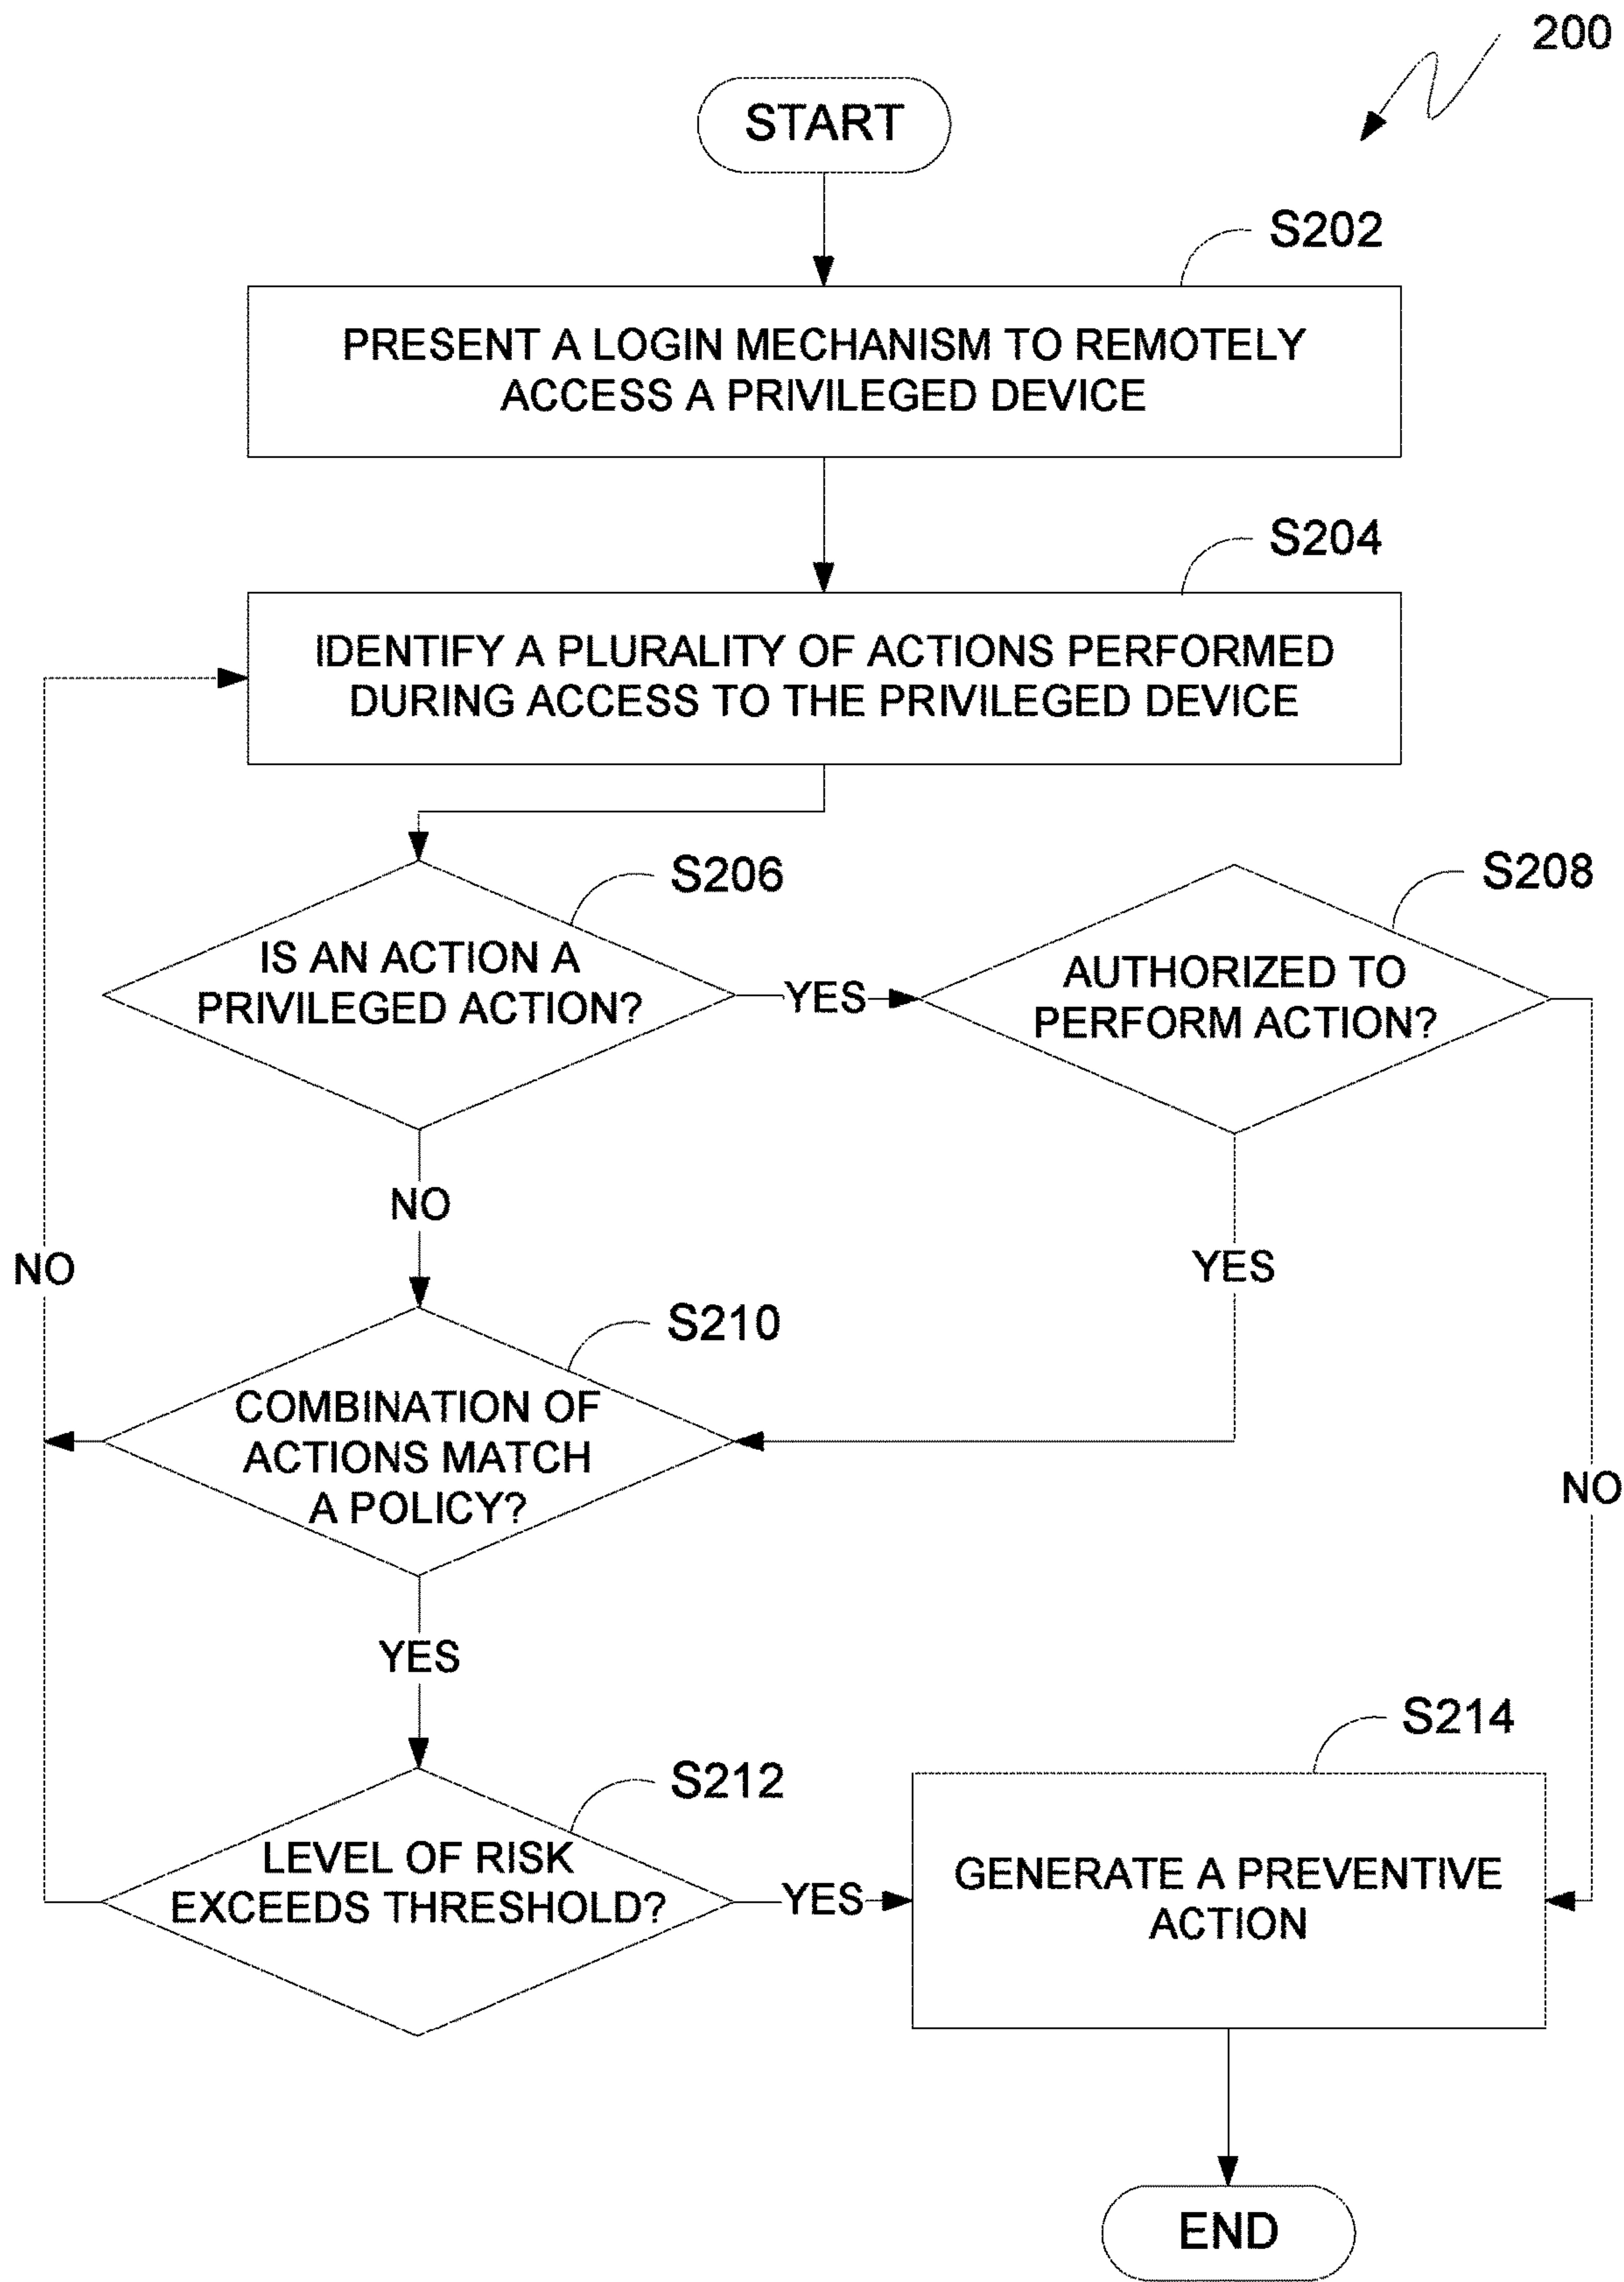 200
START
S202
PRESENT A LOGIN MECHANISM TO REMOTELY
ACCESS A PRIVILEGED DEVICE
S204
IDENTIFY A PLURALITY OF ACTIONS PERFORMED
DURING ACCESS TO THE PRIVILEGED DEVICE
S206
IS AN ACTION A
PRIVILEGED ACTION?
YES
S208
AUTHORIZED TO
PERFORM ACTION?
NO
YES
NO
S210
COMBINATION OF
ACTIONS MATCH
A POLICY?
NO
YES
S212
LEVEL OF RISK
EXCEEDS THRESHOLD?
YES
S214
GENERATE A PREVENTIVE
ACTION
END